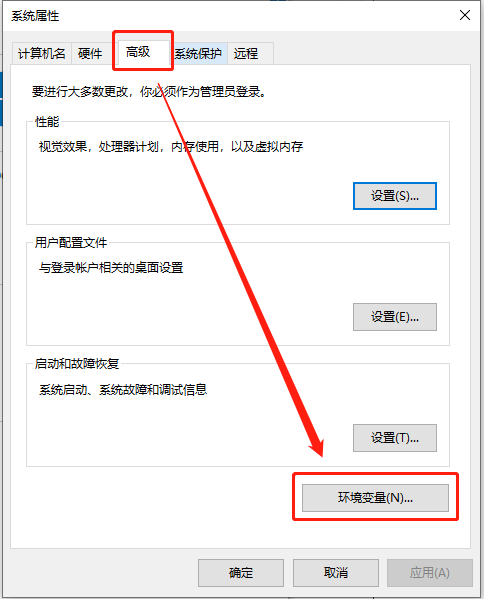 系统属性
计算机名 硬件 高级 系统保护 远程
要进行大多数更改，你必须作为管理员登录。
性能
视觉效果，处理器计划，内存使用，以及虚拟内存
设置(S)...
用户配置文件
与登录帐户相关的桌面设置
设置(E)...
启动和故障恢复
系统启动、系统故障和调试信息
设置(T)...
环境变量(N)...
确定 取消 应用(A)